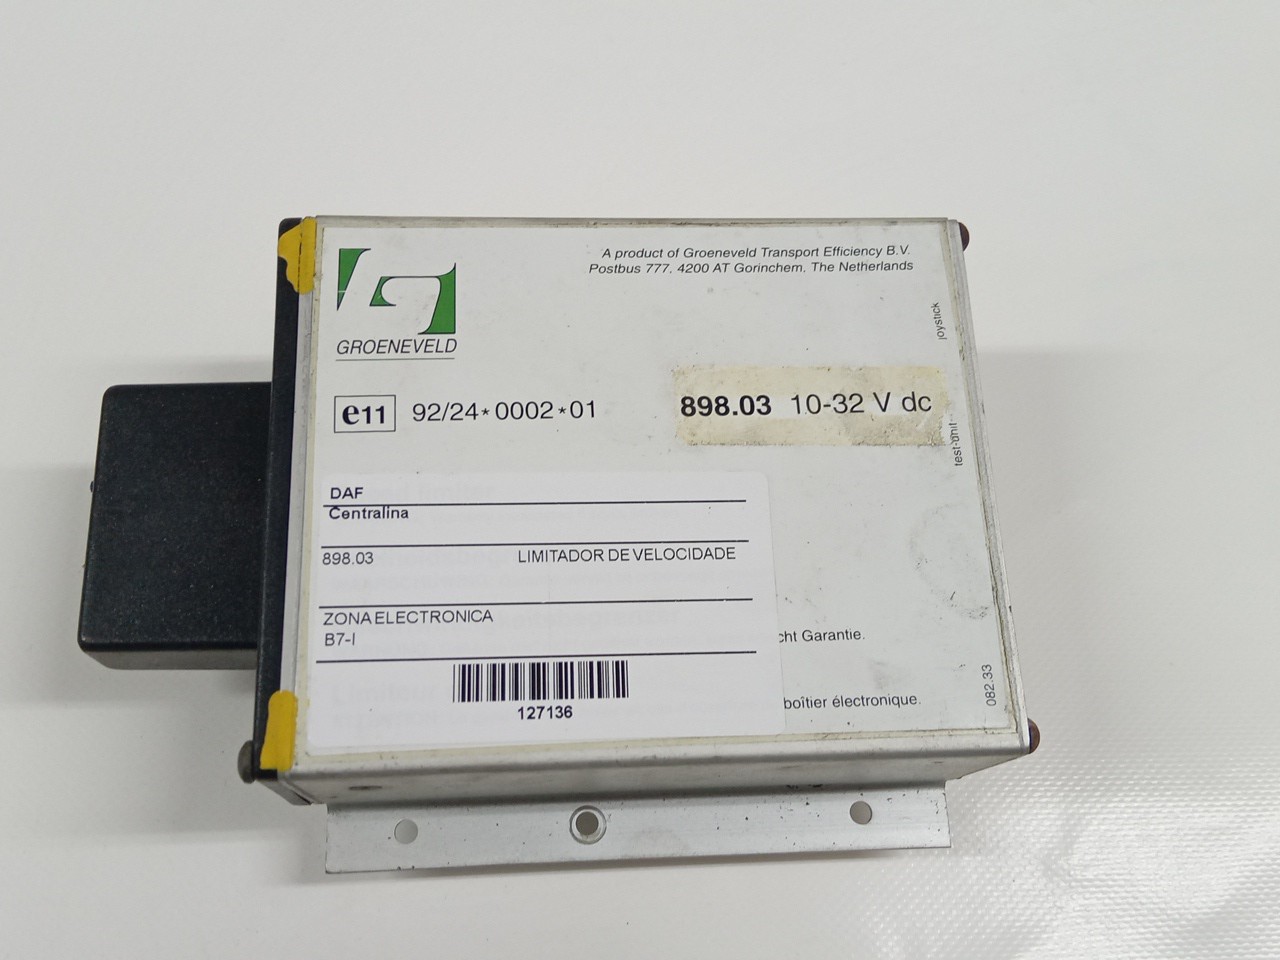 A product of Groeneveld Transport Efficiency B.V.
Postbus 777, 4200 AT Gorinchem, The Netherlands
GROENEVELD
joystick
e11 92/24*0002*01
898.03 10-32 V dc
test-unit
DAF
Centralina
898.03 LIMITADOR DE VELOCIDADE
ZONA ELECTRONICA
B7-I
cht Garantie.
boîtier électronique.
082.33
127136